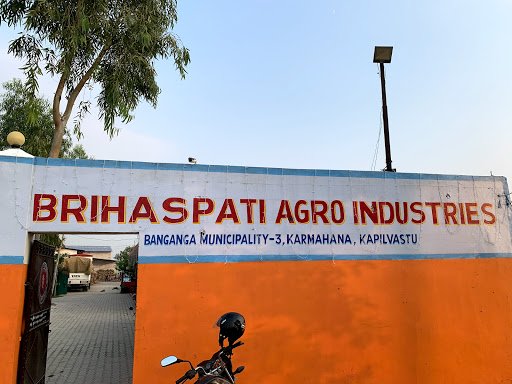 BRIHASPATI AGRO INDUSTRIES
BANGANGA MUNICIPALITY-3, KARMAHANA, KAPILVASTU